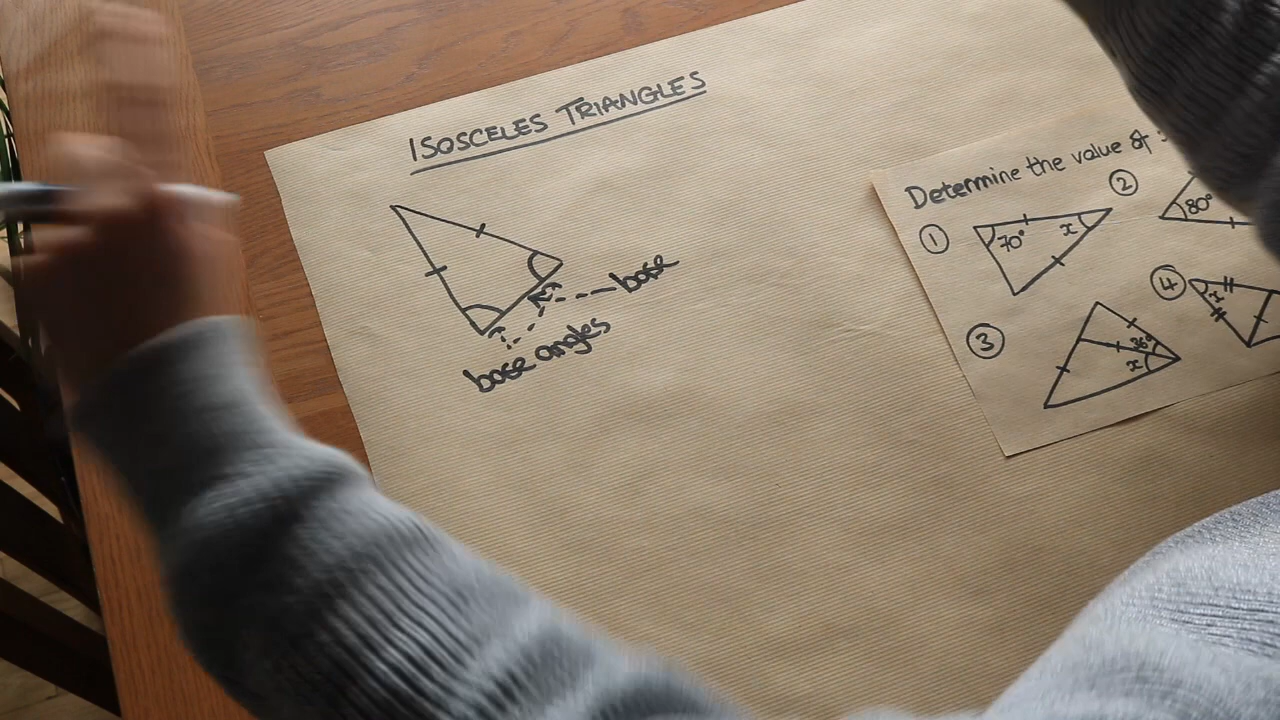 ISOSCELES TRIANGLES
base
base angles
Determine the value of
1
70°
x
2
80°
3
36°
x
4
x